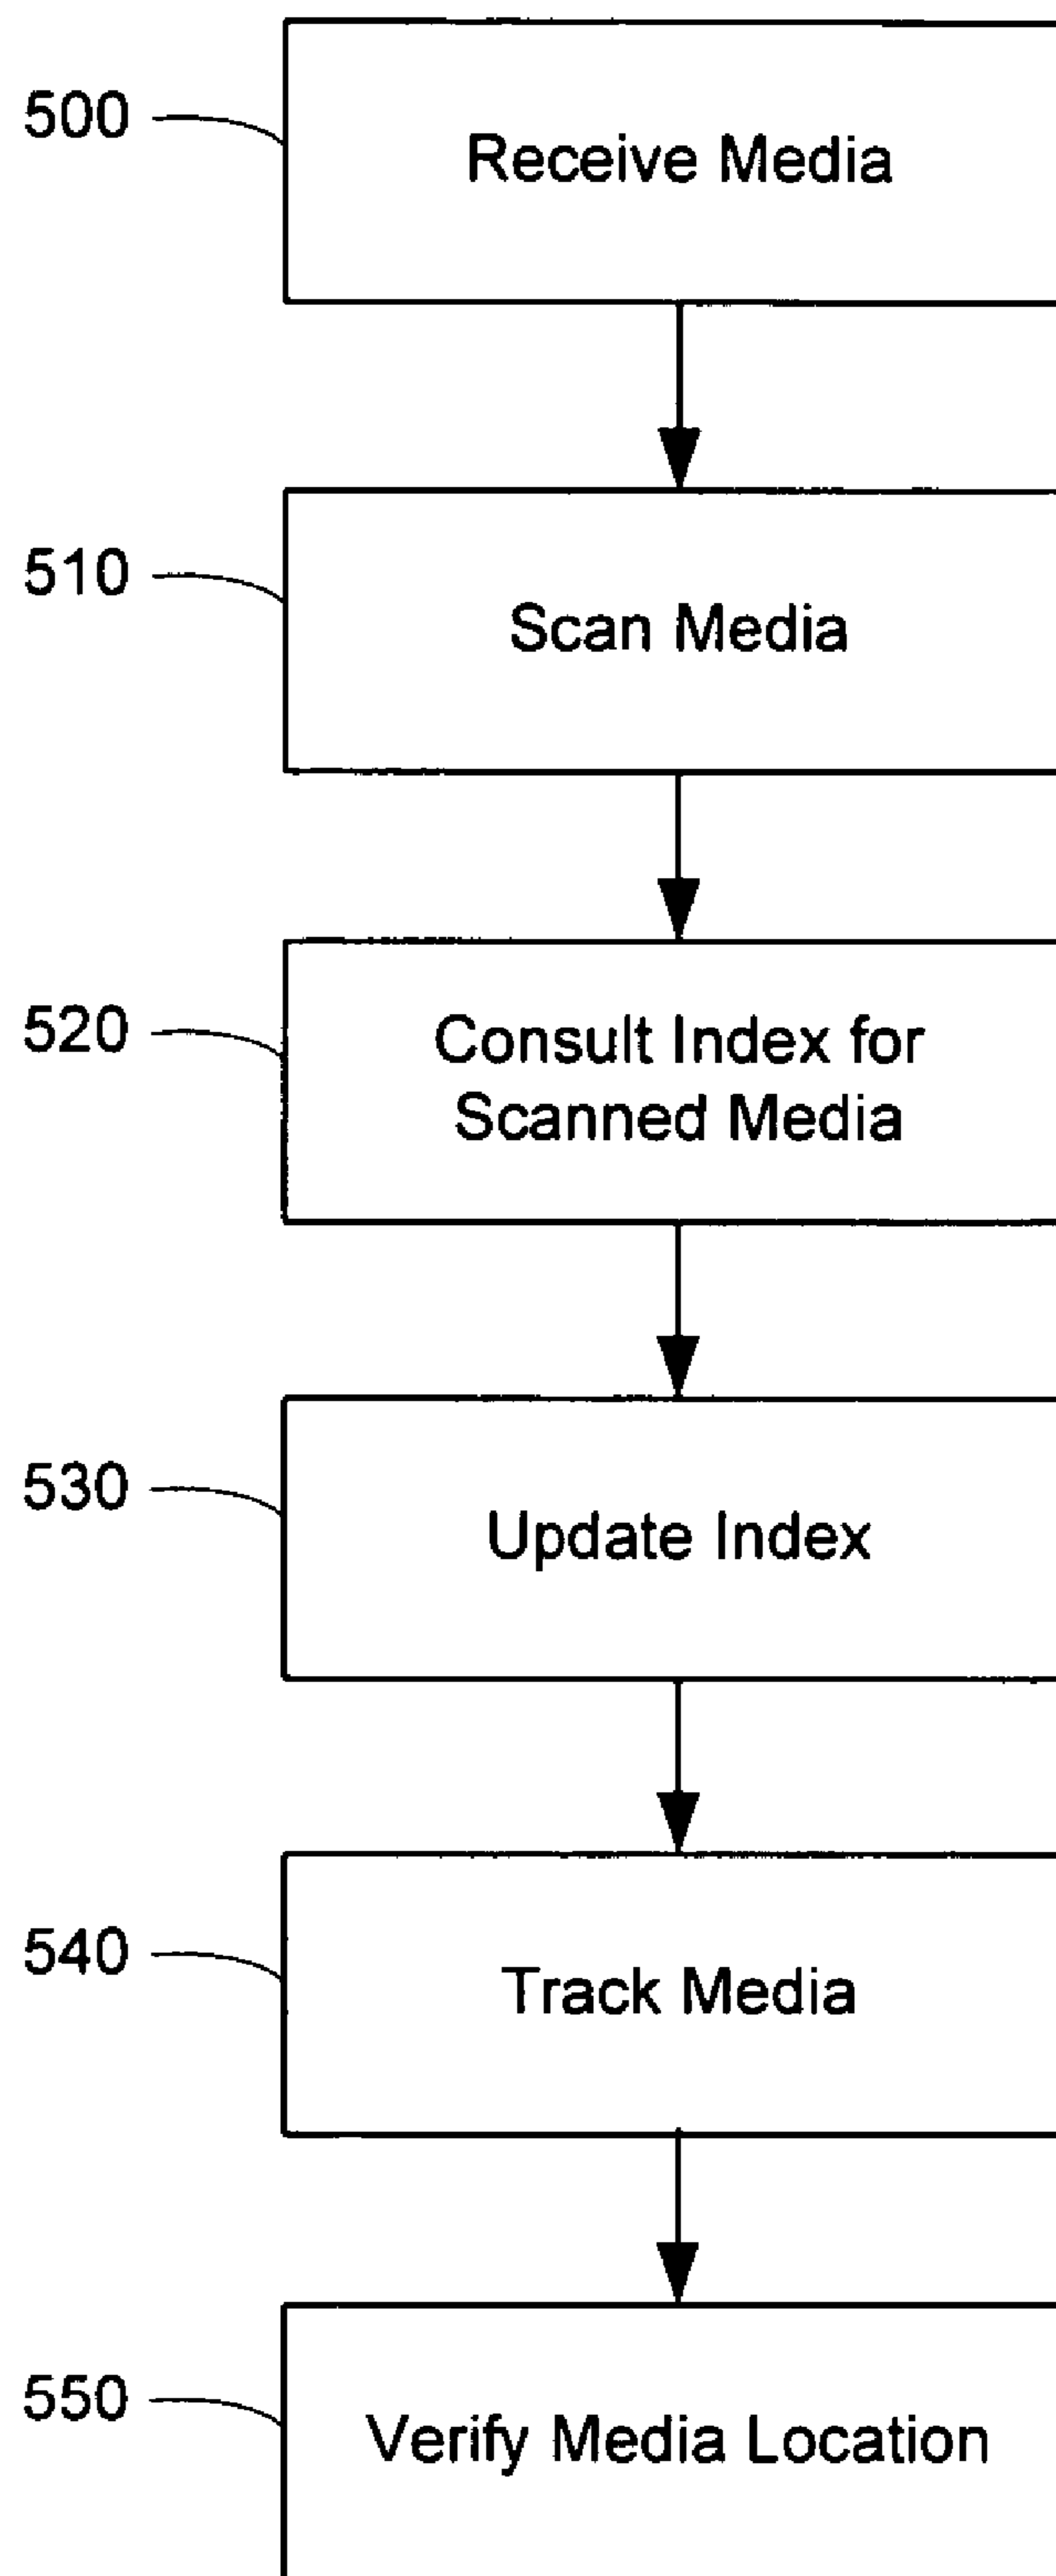 500
Receive Media
510
Scan Media
520
Consult Index for
Scanned Media
530
Update Index
540
Track Media
550
Verify Media Location